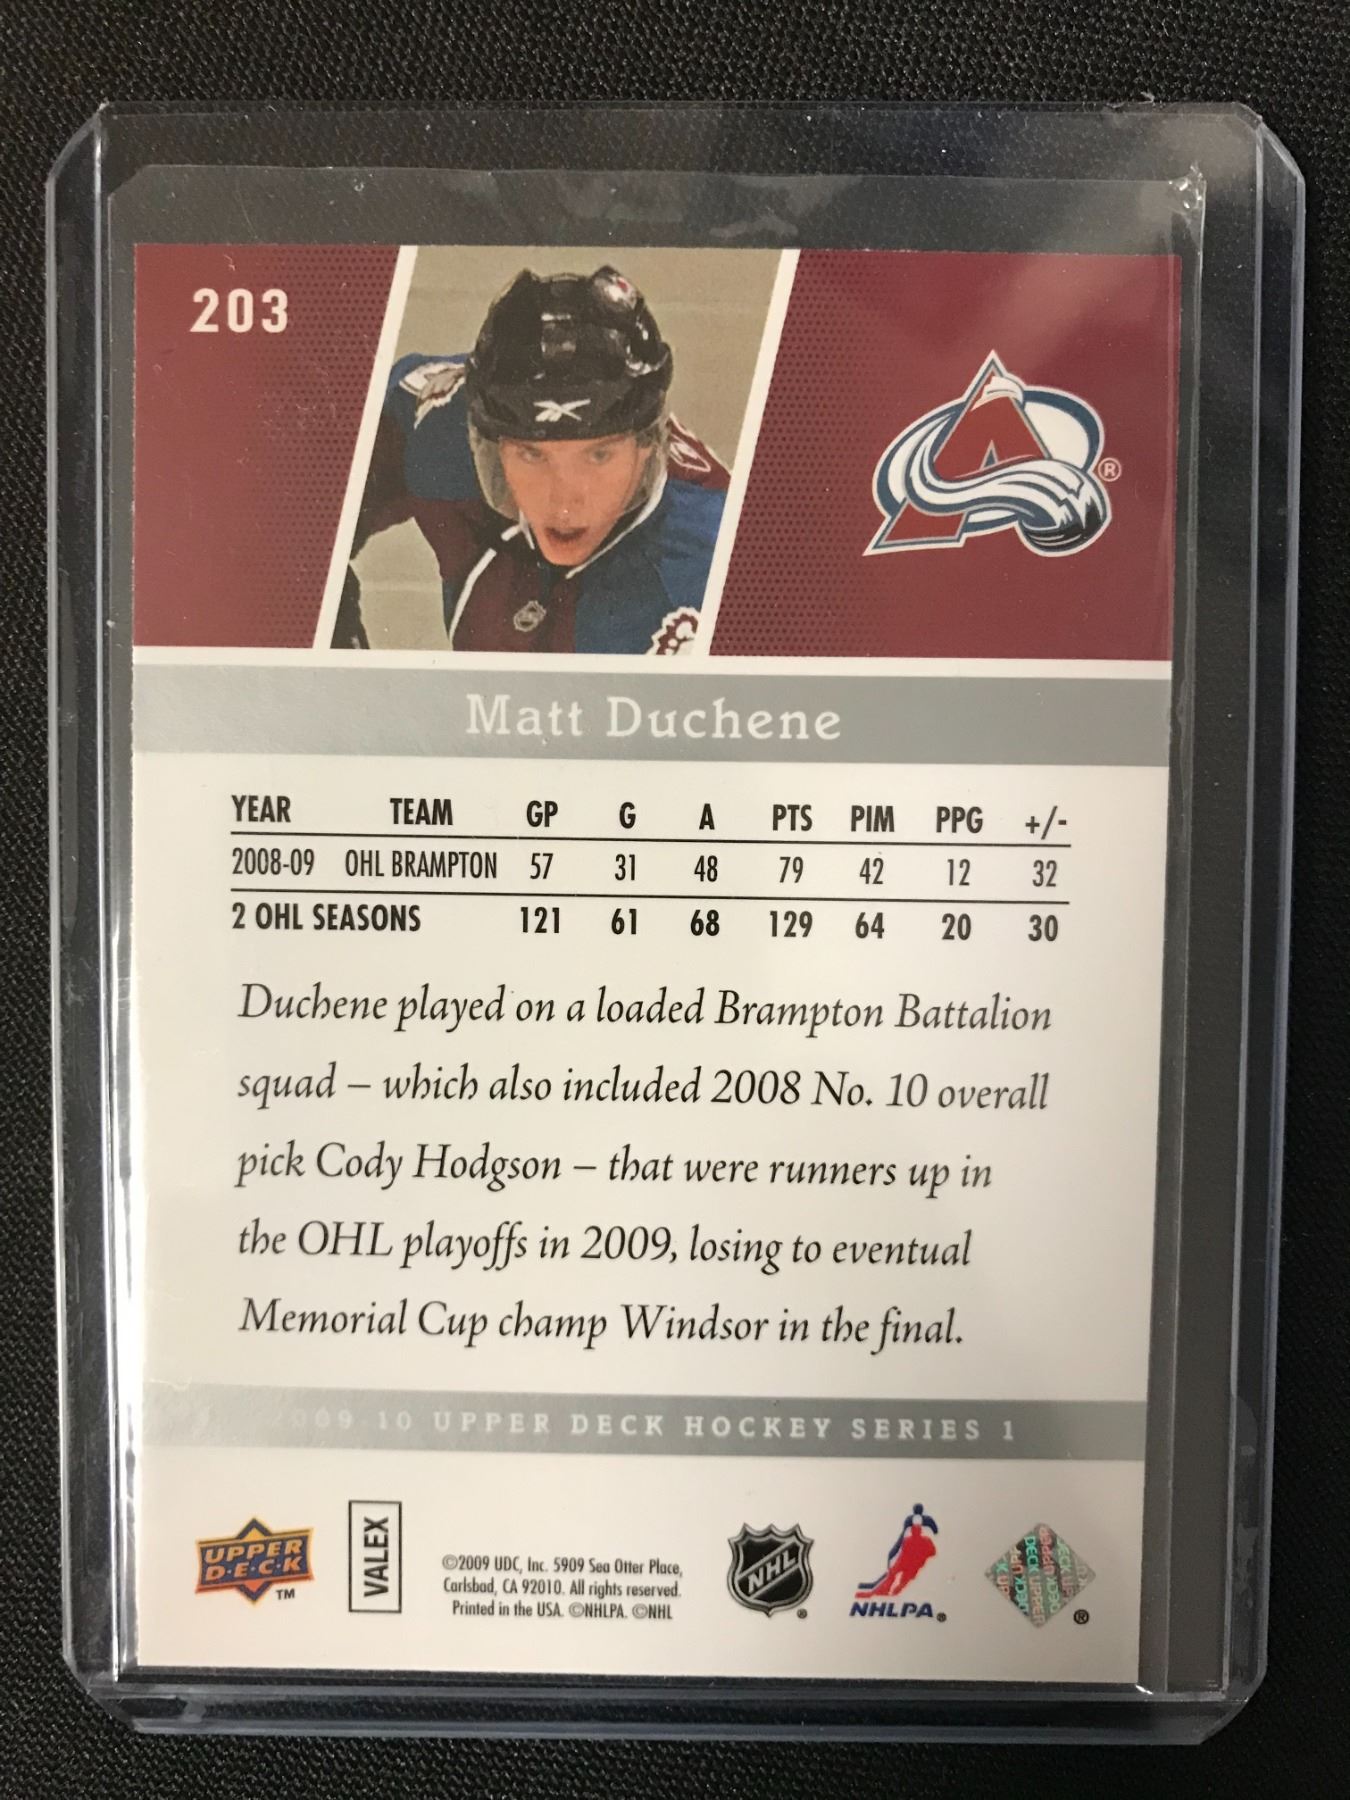 203
®
Matt Duchene
YEAR TEAM GP G A PTS PIM PPG +/-
2008-09 OHL BRAMPTON 57 31 48 79 42 12 32
2 OHL SEASONS 121 61 68 129 64 20 30
Duchene played on a loaded Brampton Battalion
squad – which also included 2008 No. 10 overall
pick Cody Hodgson – that were runners up in
the OHL playoffs in 2009, losing to eventual
Memorial Cup champ Windsor in the final.
2009-10 UPPER DECK HOCKEY SERIES 1
UPPER
D·E·C·K
TM
VALEX
©2009 UDC, Inc. 5909 Sea Otter Place,
Carlsbad, CA 92010. All rights reserved.
Printed in the USA. ©NHLPA. ©NHL
NHL
®
NHLPA®
®